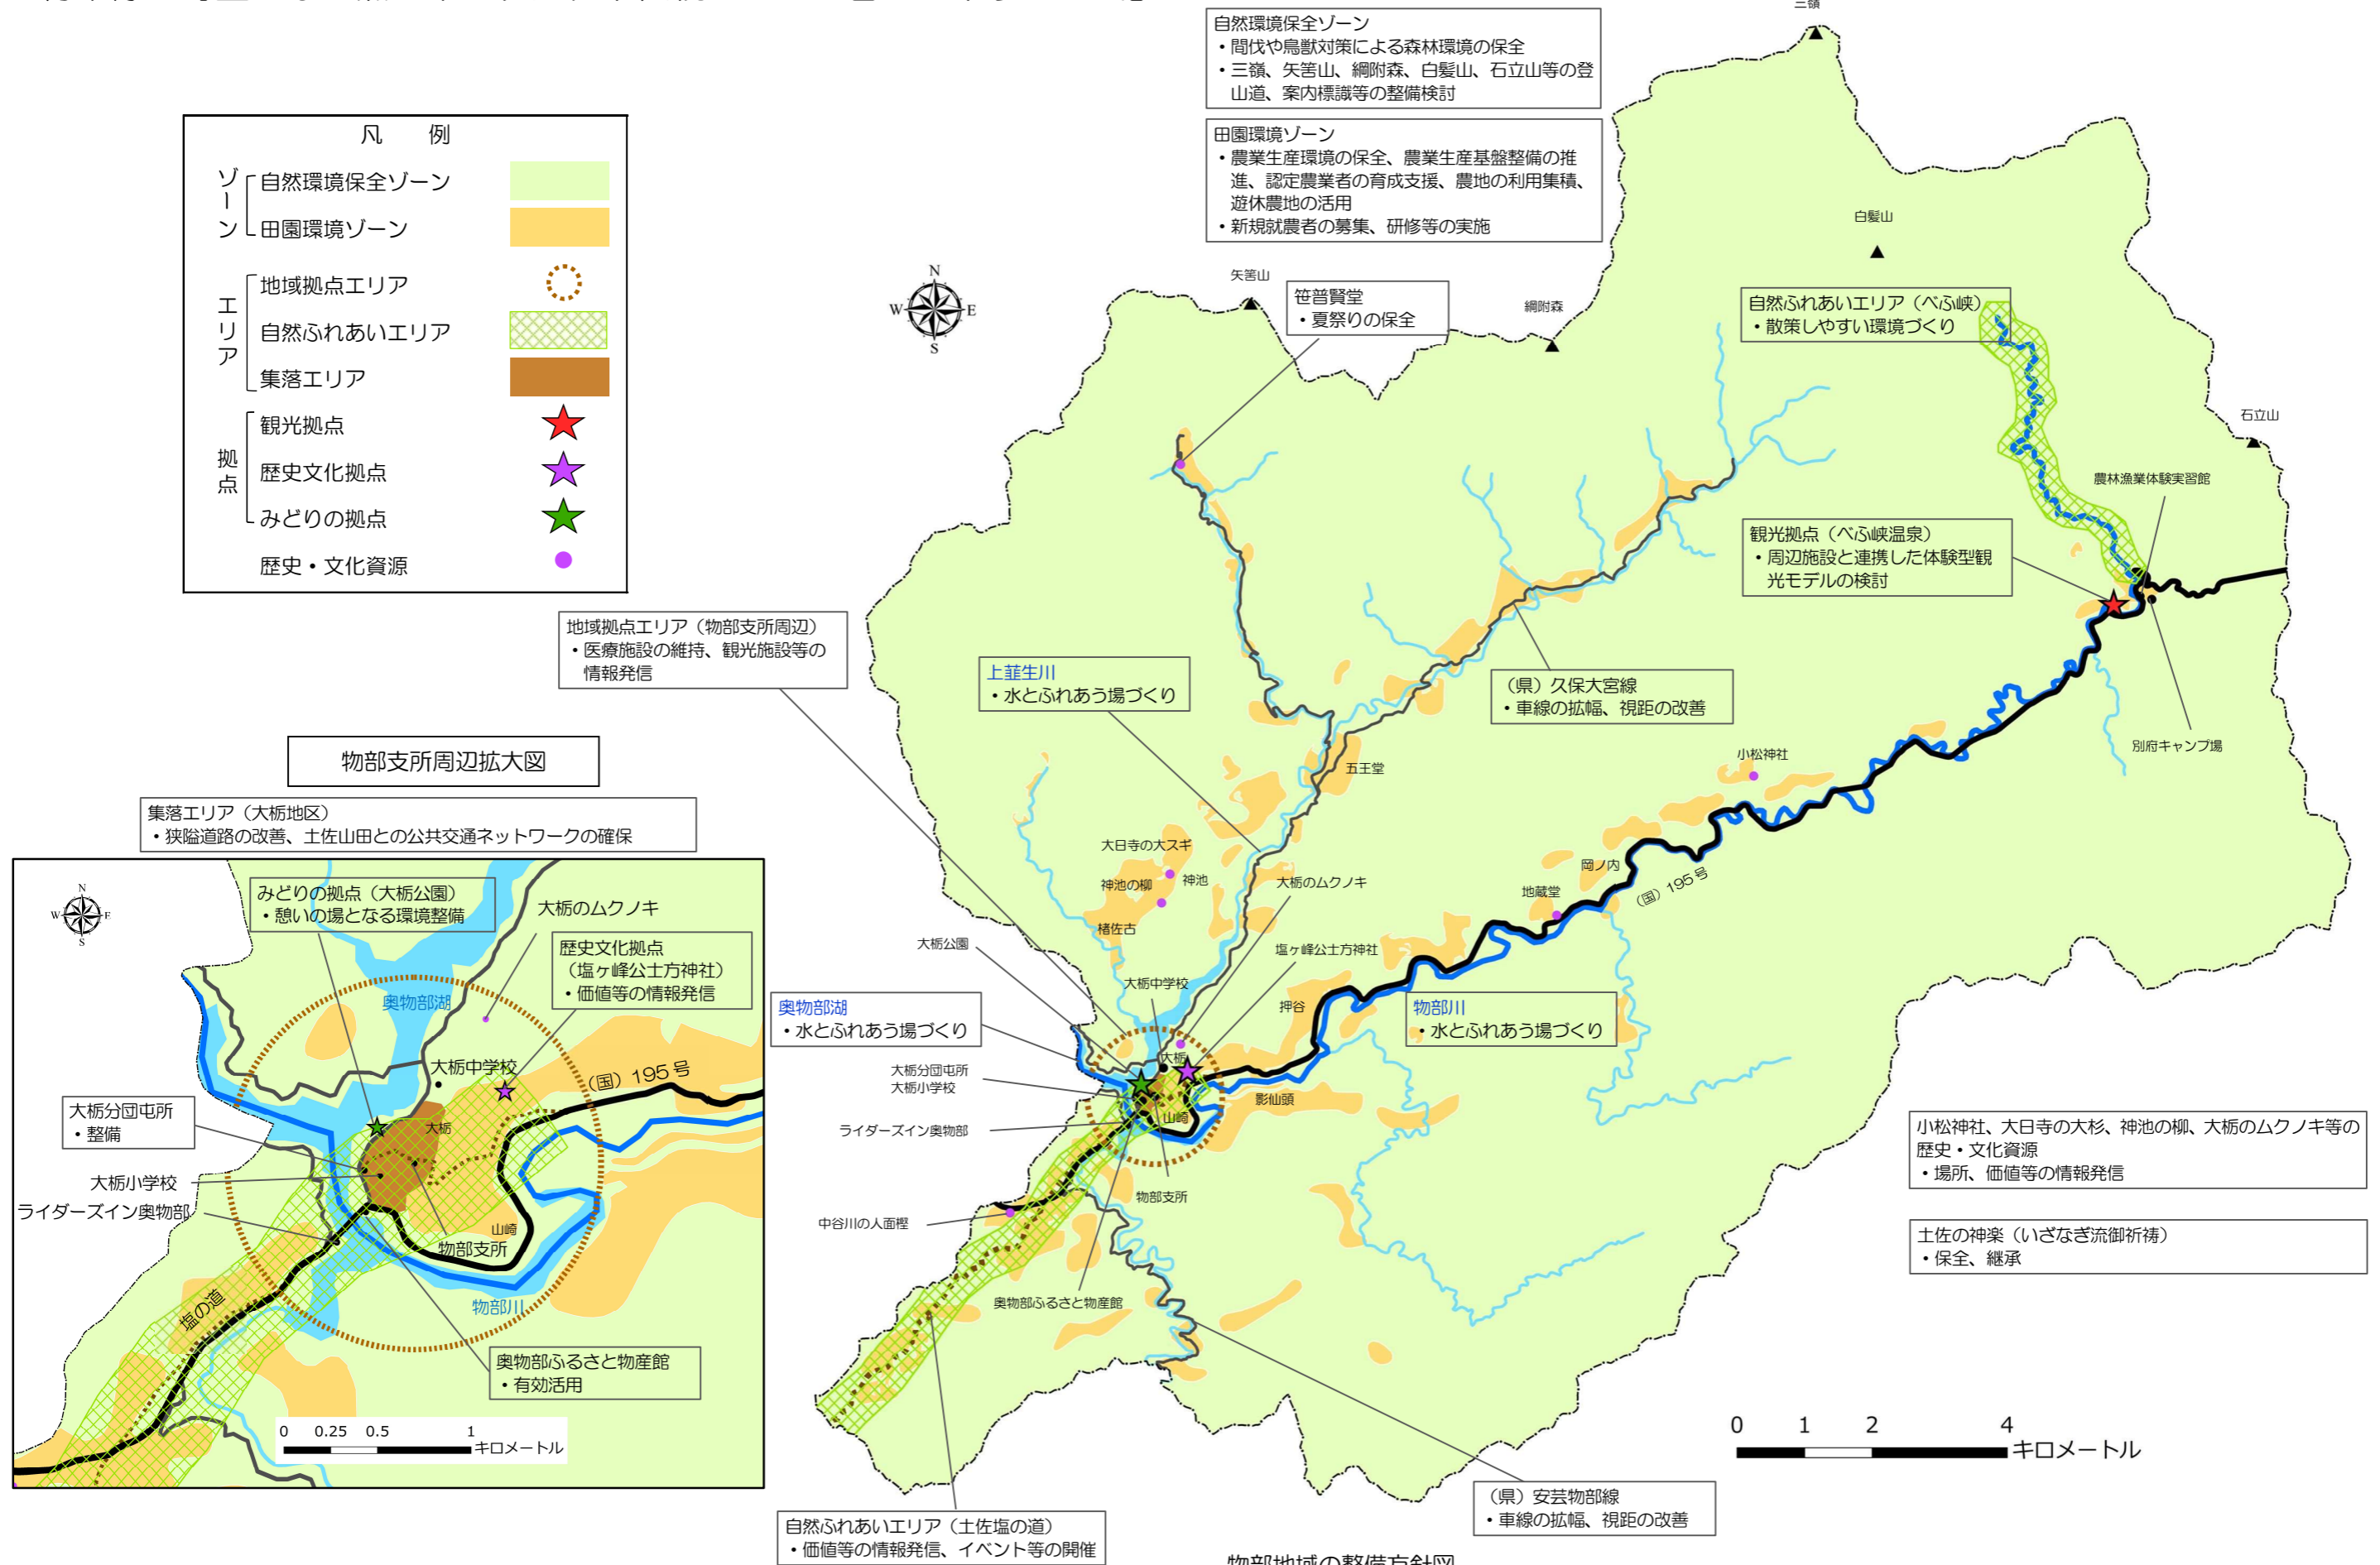 三嶺
自然環境保全ゾーン
・間伐や鳥獣対策による森林環境の保全
・三嶺、矢筈山、綱附森、白髪山、石立山等の登
山道、案内標識等の整備検討
田園環境ゾーン
・農業生産環境の保全、農業生産基盤整備の推
進、認定農業者の育成支援、農地の利用集積、
遊休農地の活用
・新規就農者の募集、研修等の実施
凡　例
ゾーン
自然環境保全ゾーン
田園環境ゾーン
エリア
地域拠点エリア
自然ふれあいエリア
集落エリア
拠点
観光拠点
歴史文化拠点
みどりの拠点
歴史・文化資源
N
W
E
S
矢筈山
笹普賢堂
・夏祭りの保全
綱附森
白髪山
自然ふれあいエリア（べふ峡）
・散策しやすい環境づくり
石立山
農林漁業体験実習館
観光拠点（べふ峡温泉）
・周辺施設と連携した体験型観
光モデルの検討
別府キャンプ場
地域拠点エリア（物部支所周辺）
・医療施設の維持、観光施設等の
情報発信
上韮生川
・水とふれあう場づくり
（県）久保大宮線
・車線の拡幅、視距の改善
五王堂
小松神社
大日寺の大スギ
神池の柳
神池
楮佐古
大栃のムクノキ
岡ノ内
地蔵堂
（国）195号
大栃公園
塩ヶ峰公士方神社
大栃中学校
押谷
奥物部湖
・水とふれあう場づくり
物部川
・水とふれあう場づくり
大栃
大栃分団屯所
大栃小学校
影仙頭
ライダーズイン奥物部
山崎
物部支所
中谷川の人面樫
奥物部ふるさと物産館
小松神社、大日寺の大杉、神池の柳、大栃のムクノキ等の
歴史・文化資源
・場所、価値等の情報発信
土佐の神楽（いざなぎ流御祈祷）
・保全、継承
0 1 2 4
キロメートル
（県）安芸物部線
・車線の拡幅、視距の改善
自然ふれあいエリア（土佐塩の道）
・価値等の情報発信、イベント等の開催
物部地域の整備方針図
物部支所周辺拡大図
集落エリア（大栃地区）
・狭隘道路の改善、土佐山田との公共交通ネットワークの確保
N
W
E
S
みどりの拠点（大栃公園）
・憩いの場となる環境整備
大栃のムクノキ
歴史文化拠点
（塩ヶ峰公士方神社）
・価値等の情報発信
奥物部湖
大栃中学校
（国）195号
大栃分団屯所
・整備
大栃
大栃小学校
ライダーズイン奥物部
山崎
物部支所
塩の道
物部川
奥物部ふるさと物産館
・有効活用
0 0.25 0.5 1
キロメートル